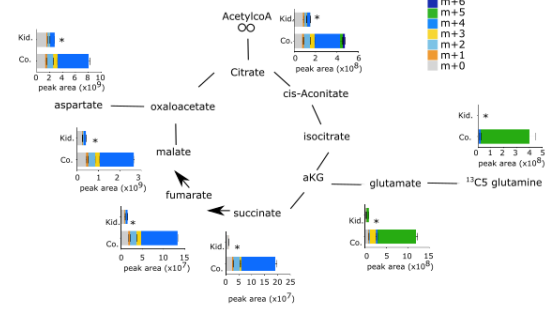 AcetylcoA
m+6
m+5
m+4
m+3
m+2
m+1
m+0
Kid.
*
Co.
0 2 4 6 8 10
peak area (x10⁹)
Kid.
*
Co.
0 2 4 6
peak area (x10⁸)
Citrate
cis-Aconitate
aspartate
oxaloacetate
isocitrate
Kid.
*
Co.
0 1 2 3 4 5
peak area (x10⁸)
Kid.
*
Co.
0 1 2 3
peak area (x10⁹)
malate
aKG
glutamate
¹³C5 glutamine
fumarate
succinate
Kid.
*
Co.
0 5 10 15
peak area (x10⁷)
Kid.
*
Co.
0 5 10 15 20 25
peak area (x10⁷)
Kid.
*
Co.
0 5 10 15
peak area (x10⁸)